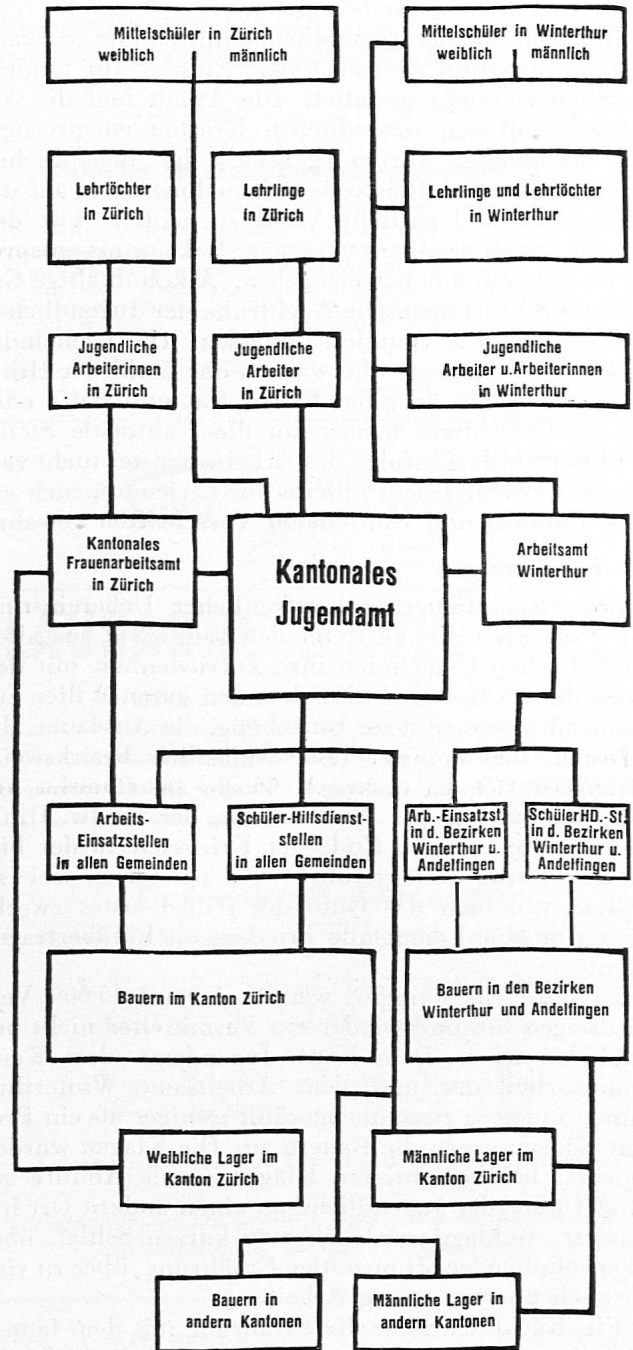 Mittelschüler in Zürich
weiblich männlich
Mittelschüler in Winterthur
weiblich männlich
Lehrtöchter
in Zürich
Lehrlinge
in Zürich
Lehrlinge und Lehrtöchter
in Winterthur
Jugendliche
Arbeiterinnen
in Zürich
Jugendliche
Arbeiter
in Zürich
Jugendliche
Arbeiter u. Arbeiterinnen
in Winterthur
Kantonales
Frauenarbeitsamt
in Zürich
Kantonales
Jugendamt
Arbeitsamt
Winterthur
Arbeits-
Einsatzstellen
in allen Gemeinden
Schüler-Hilfsdienst-
Stellen
in allen Gemeinden
Arb.-Einsatzst.
in d. Bezirken
Winterthur u.
Andelfingen
SchülerHD.-St.
in d. Bezirken
Winterthur u.
Andelfingen
Bauern im Kanton Zürich
Bauern in den Bezirken
Winterthur und Andelfingen
Weibliche Lager im
Kanton Zürich
Männliche Lager im
Kanton Zürich
Bauern in
andern Kantonen
Männliche Lager in
andern Kantonen